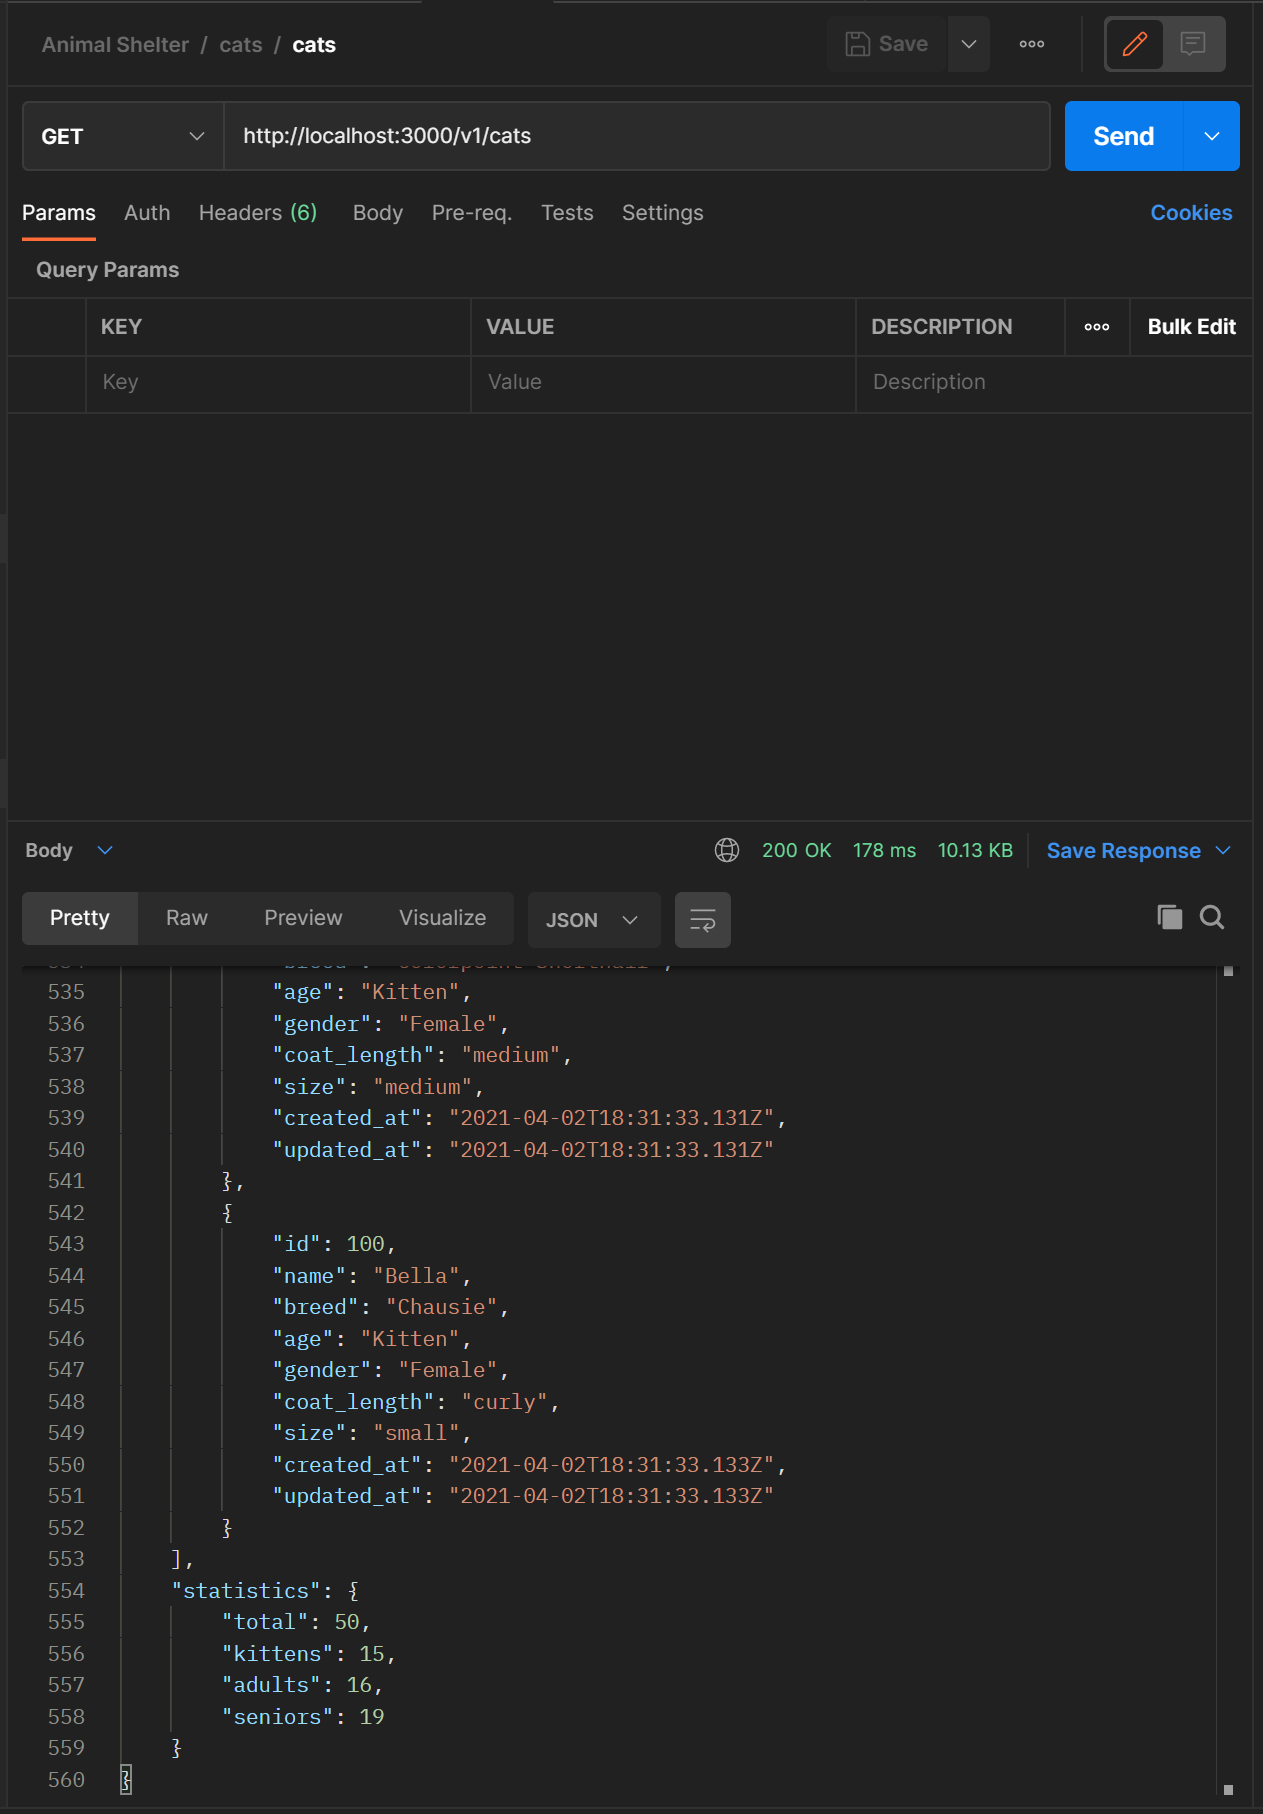 Animal Shelter / cats / cats
Save
GET
http://localhost:3000/v1/cats
Send
Params Auth Headers (6) Body Pre-req. Tests Settings Cookies
Query Params
KEY VALUE DESCRIPTION Bulk Edit
Key Value Description
Body 200 OK 178 ms 10.13 KB Save Response
Pretty Raw Preview Visualize JSON
535 "age": "Kitten",
536 "gender": "Female",
537 "coat_length": "medium",
538 "size": "medium",
539 "created_at": "2021-04-02T18:31:33.131Z",
540 "updated_at": "2021-04-02T18:31:33.131Z"
541 },
542 {
543 "id": 100,
544 "name": "Bella",
545 "breed": "Chausie",
546 "age": "Kitten",
547 "gender": "Female",
548 "coat_length": "curly",
549 "size": "small",
550 "created_at": "2021-04-02T18:31:33.133Z",
551 "updated_at": "2021-04-02T18:31:33.133Z"
552 }
553 ],
554 "statistics": {
555 "total": 50,
556 "kittens": 15,
557 "adults": 16,
558 "seniors": 19
559 }
560 }